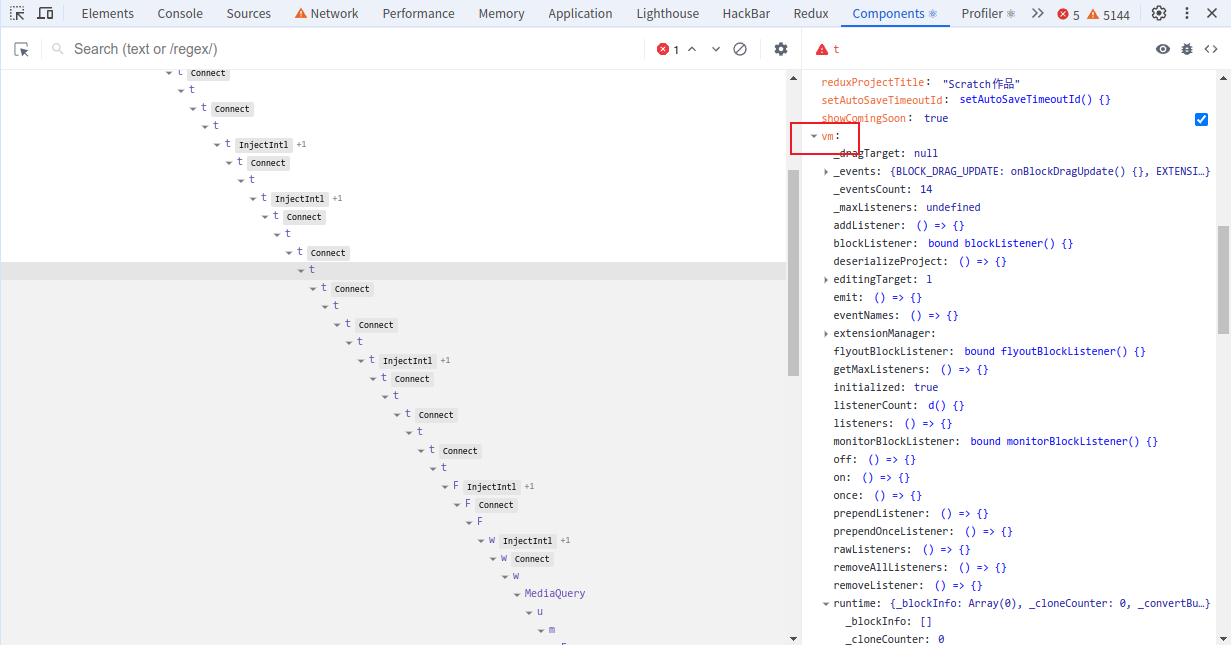 Elements Console Sources Network Performance Memory Application Lighthouse HackBar Redux Components Profiler 5 5144
Search (text or /regex/) 1
t
t Connect
t
t Connect
t
t InjectIntl +1
t Connect
t
t InjectIntl +1
t Connect
t
t Connect
t
t Connect
t
t Connect
t
t InjectIntl +1
t Connect
t
t Connect
t
t Connect
t
F InjectIntl +1
F Connect
F
w InjectIntl +1
w Connect
w
MediaQuery
u
m
reduxProjectTitle: "Scratch作品"
setAutoSaveTimeoutId: setAutoSaveTimeoutId() {}
showComingSoon: true
vm:
_dragTarget: null
_events: {BLOCK_DRAG_UPDATE: onBlockDragUpdate() {}, EXTENSI…}
_eventsCount: 14
_maxListeners: undefined
addListener: () => {}
blockListener: bound blockListener() {}
deserializeProject: () => {}
editingTarget: l
emit: () => {}
eventNames: () => {}
extensionManager:
flyoutBlockListener: bound flyoutBlockListener() {}
getMaxListeners: () => {}
initialized: true
listenerCount: d() {}
listeners: () => {}
monitorBlockListener: bound monitorBlockListener() {}
off: () => {}
on: () => {}
once: () => {}
prependListener: () => {}
prependOnceListener: () => {}
rawListeners: () => {}
removeAllListeners: () => {}
removeListener: () => {}
runtime: {_blockInfo: Array(0), _cloneCounter: 0, _convertBu…}
_blockInfo: []
_cloneCounter: 0